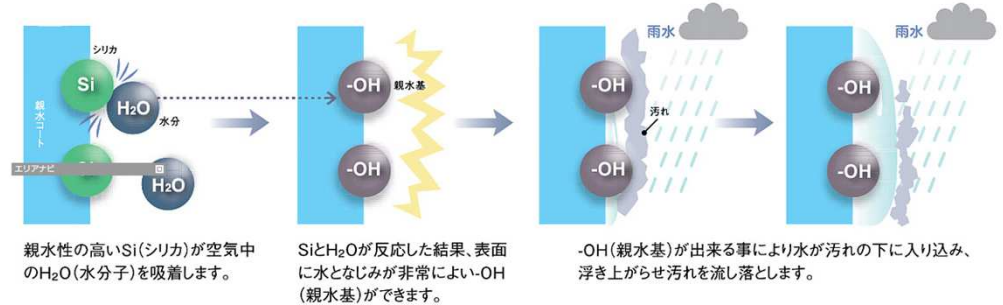 シリカ
Si
H₂O
水分
親水コート
エリアナビ
H₂O
-OH
親水基
-OH
雨水
-OH
汚れ
-OH
雨水
-OH
-OH
親水性の高いSi(シリカ)が空気中
のH₂O(水分子)を吸着します。
SiとH₂Oが反応した結果、表面
に水となじみが非常によい-OH
(親水基)ができます。
-OH(親水基)が出来る事により水が汚れの下に入り込み、
浮き上がらせ汚れを流し落とします。